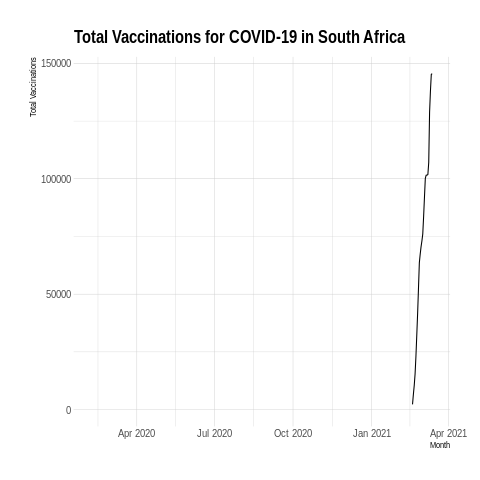 Total Vaccinations for COVID-19 in South Africa
Total Vaccinations
150000
100000
50000
0
Apr 2020 Jul 2020 Oct 2020 Jan 2021 Apr 2021
Month